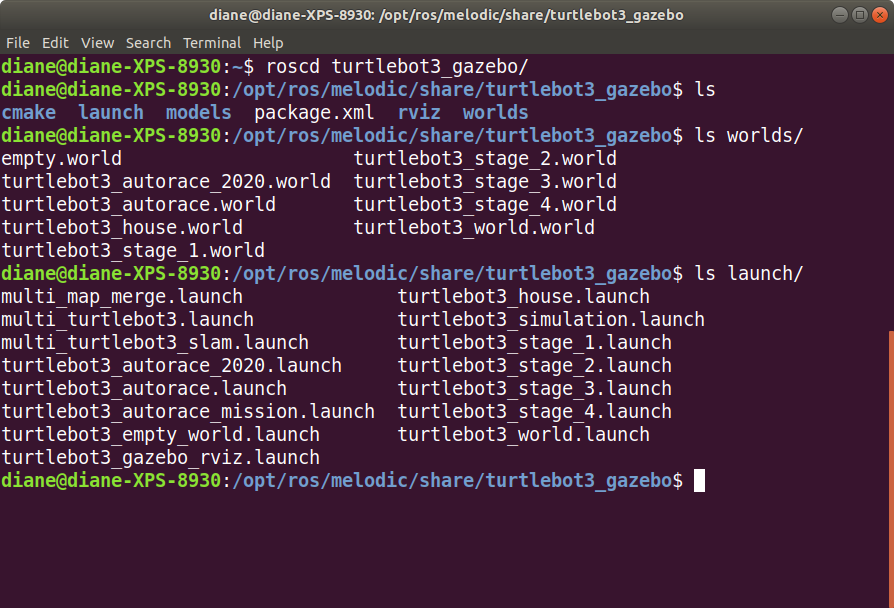 diane@diane-XPS-8930: /opt/ros/melodic/share/turtlebot3_gazebo
File Edit View Search Terminal Help
diane@diane-XPS-8930:~$ roscd turtlebot3_gazebo/
diane@diane-XPS-8930:/opt/ros/melodic/share/turtlebot3_gazebo$ ls
cmake launch models package.xml rviz worlds
diane@diane-XPS-8930:/opt/ros/melodic/share/turtlebot3_gazebo$ ls worlds/
empty.world turtlebot3_stage_2.world
turtlebot3_autorace_2020.world turtlebot3_stage_3.world
turtlebot3_autorace.world turtlebot3_stage_4.world
turtlebot3_house.world turtlebot3_world.world
turtlebot3_stage_1.world
diane@diane-XPS-8930:/opt/ros/melodic/share/turtlebot3_gazebo$ ls launch/
multi_map_merge.launch turtlebot3_house.launch
multi_turtlebot3.launch turtlebot3_simulation.launch
multi_turtlebot3_slam.launch turtlebot3_stage_1.launch
turtlebot3_autorace_2020.launch turtlebot3_stage_2.launch
turtlebot3_autorace.launch turtlebot3_stage_3.launch
turtlebot3_autorace_mission.launch turtlebot3_stage_4.launch
turtlebot3_empty_world.launch turtlebot3_world.launch
turtlebot3_gazebo_rviz.launch
diane@diane-XPS-8930:/opt/ros/melodic/share/turtlebot3_gazebo$